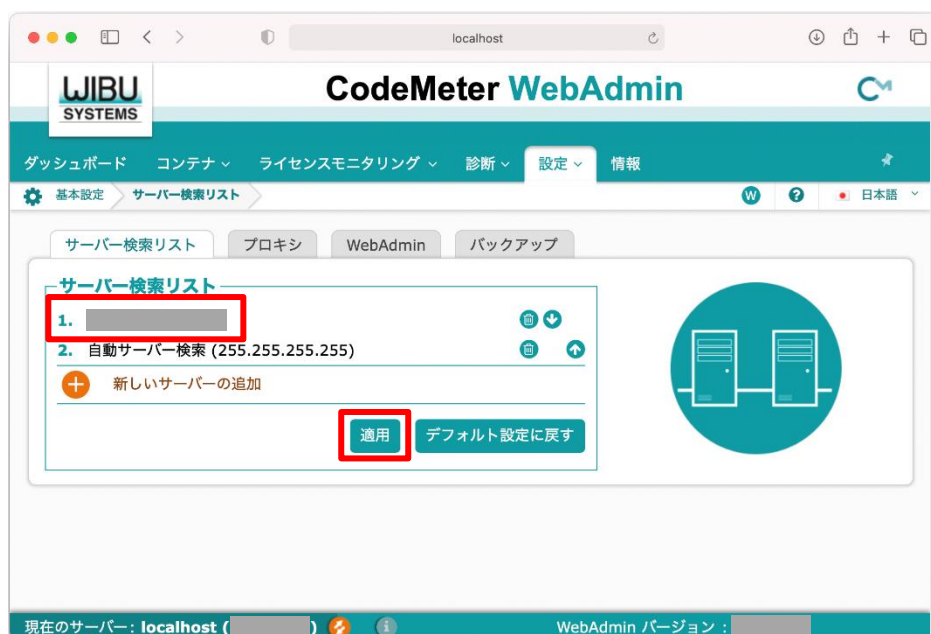 localhost
WIBU
SYSTEMS
CodeMeter WebAdmin
ダッシュボード コンテナ ライセンスモニタリング 診断 設定 情報
基本設定 サーバー検索リスト W ? 日本語
サーバー検索リスト プロキシ WebAdmin バックアップ
サーバー検索リスト
1.
2. 自動サーバー検索 (255.255.255.255)
新しいサーバーの追加
適用 デフォルト設定に戻す
現在のサーバー: localhost ( ) WebAdmin バージョン :